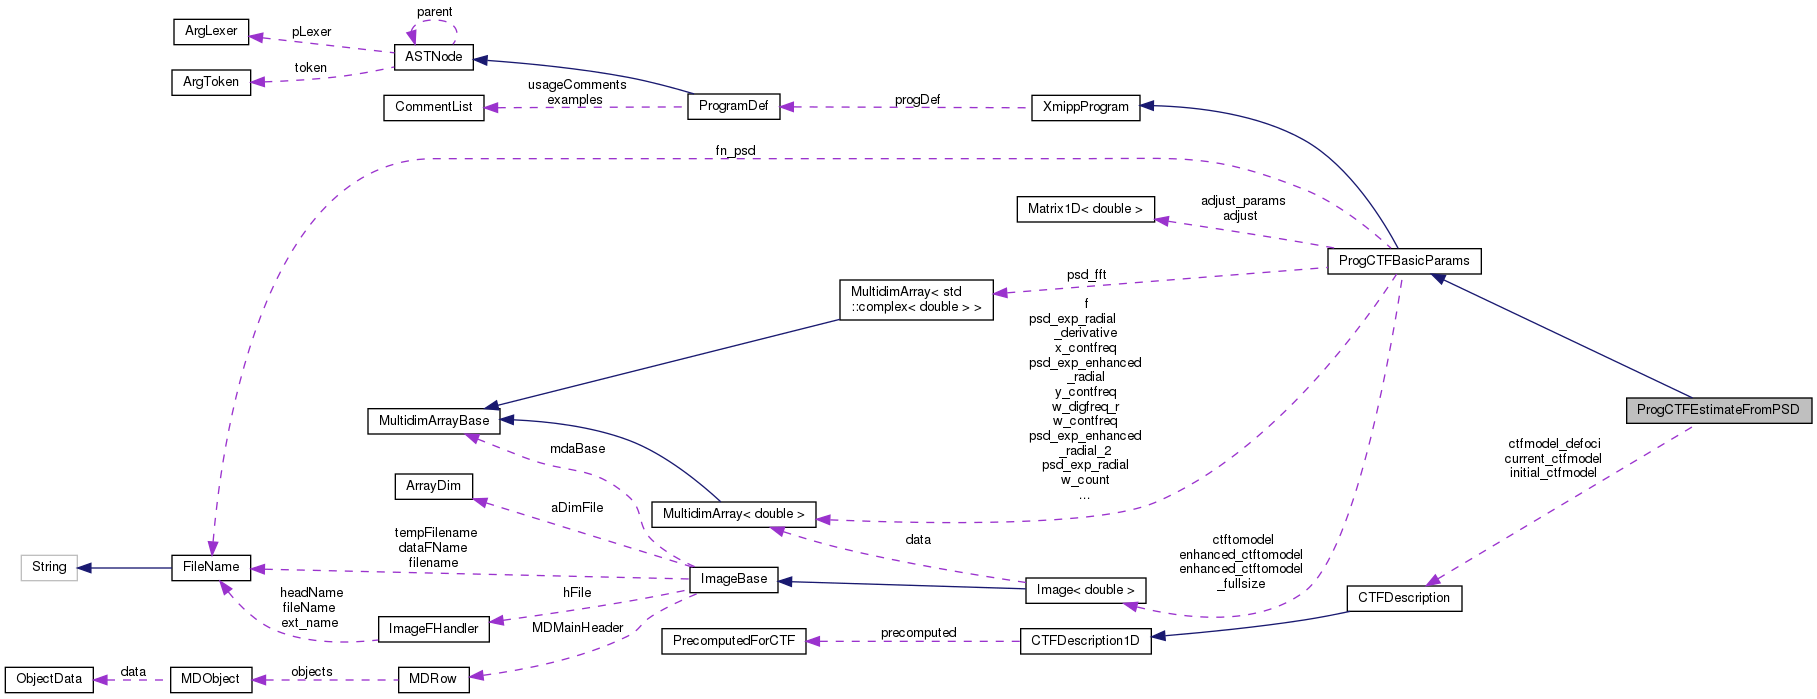 parent
ArgLexer
pLexer
ASTNode
token
ArgToken
usageComments
examples
CommentList
ProgramDef
progDef
XmippProgram
fn_psd
Matrix1D< double >
adjust_params
adjust
ProgCTFBasicParams
psd_fft
MultidimArray< std
::complex< double > >
f
psd_exp_radial
_derivative
x_contfreq
psd_exp_enhanced
_radial
y_contfreq
w_digfreq_r
w_contfreq
psd_exp_enhanced
_radial_2
psd_exp_radial
w_count
...
ProgCTFEstimateFromPSD
MultidimArrayBase
mdaBase
ctfmodel_defoci
current_ctfmodel
initial_ctfmodel
ArrayDim
aDimFile
MultidimArray< double >
tempFilename
dataFName
filename
data
ctftomodel
enhanced_ctftomodel
enhanced_ctftomodel
_fullsize
String
FileName
ImageBase
Image< double >
CTFDescription
headName
fileName
ext_name
hFile
ImageFHandler
MDMainHeader
PrecomputedForCTF
precomputed
CTFDescription1D
ObjectData
data
MDObject
objects
MDRow